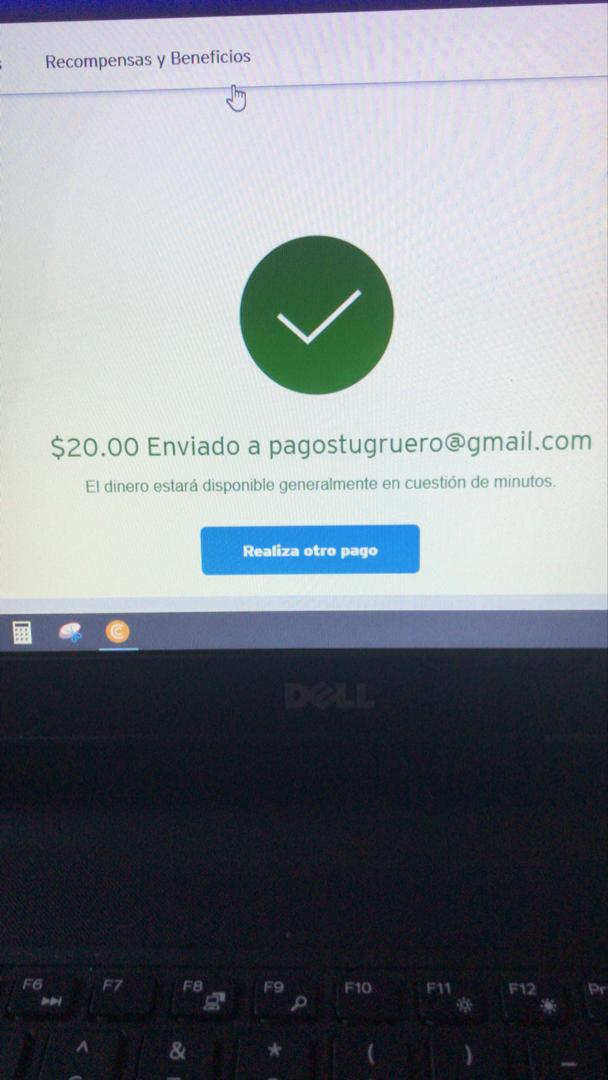 Recompensas y Beneficios
$20.00 Enviado a pagostugruero@gmail.com
El dinero estará disponible generalmente en cuestión de minutos.
Realiza otro pago
DELL
F6 F7 F8 F9 F10 F11 F12 Pr
^ & * ( ) _